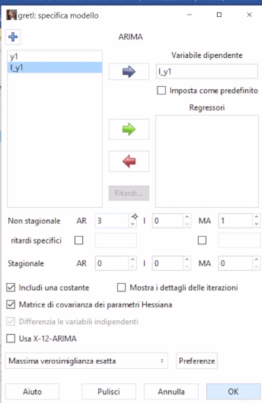 gretl: specifica modello
ARIMA
y1
l_y1
Variabile dipendente
l_y1
Imposta come predefinito
Regressori
Ritardi...
Non stagionale AR 3 I 0 MA 1
ritardi specifici
Stagionale AR 0 I 0 MA 0
Includi una costante Mostra i dettagli delle iterazioni
Matrice di covarianza dei parametri Hessiana
Differenzia le variabili indipendenti
Usa X-12-ARIMA
Massima verosimiglianza esatta Preferenze
Aiuto Pulisci Annulla OK